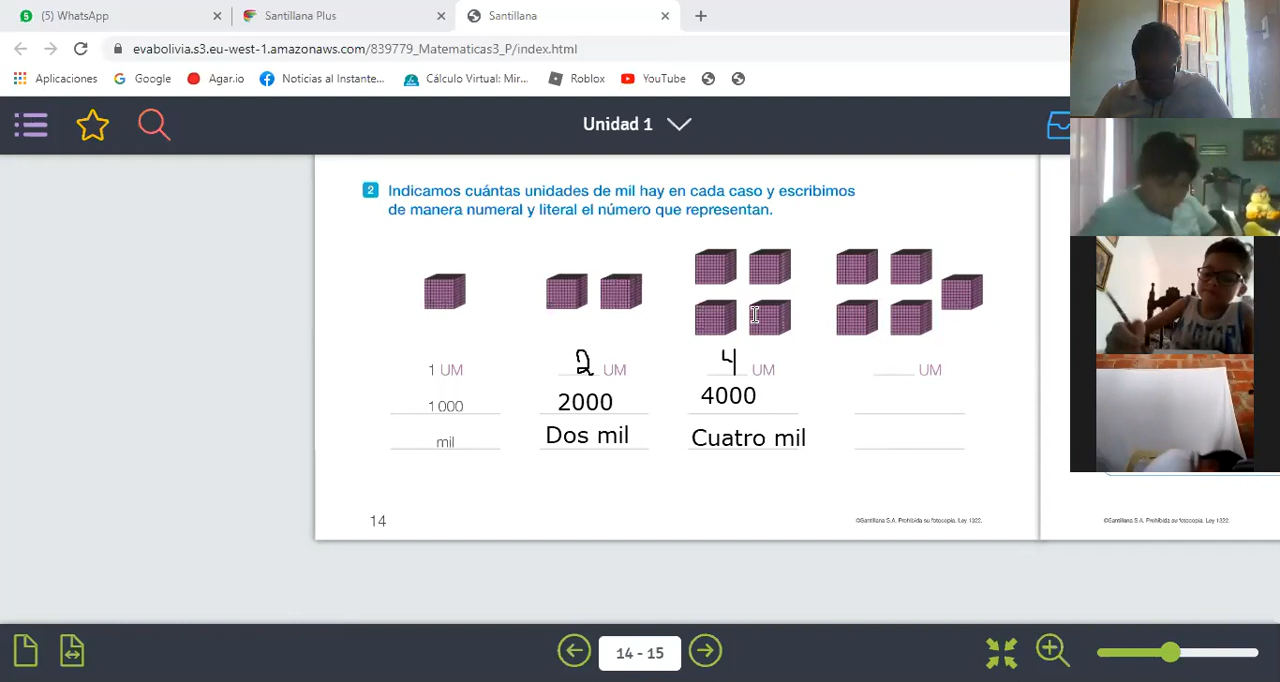 (5) WhatsApp
Santillana Plus
Santillana
evabolivia.s3.eu-west-1.amazonaws.com/839779_Matematicas3_P/index.html
Aplicaciones
Google
Agar.io
Noticias al Instante...
Cálculo Virtual: Mir...
Roblox
YouTube
Unidad 1
2 Indicamos cuántas unidades de mil hay en cada caso y escribimos
de manera numeral y literal el número que representan.
1 UM
2 UM
4 UM
UM
1 000
2000
4000
mil
Dos mil
Cuatro mil
14
©Santillana S.A. Prohibida su fotocopia. Ley 1322.
©Santillana S.A. Prohibida su fotocopia. Ley 1322.
14 - 15